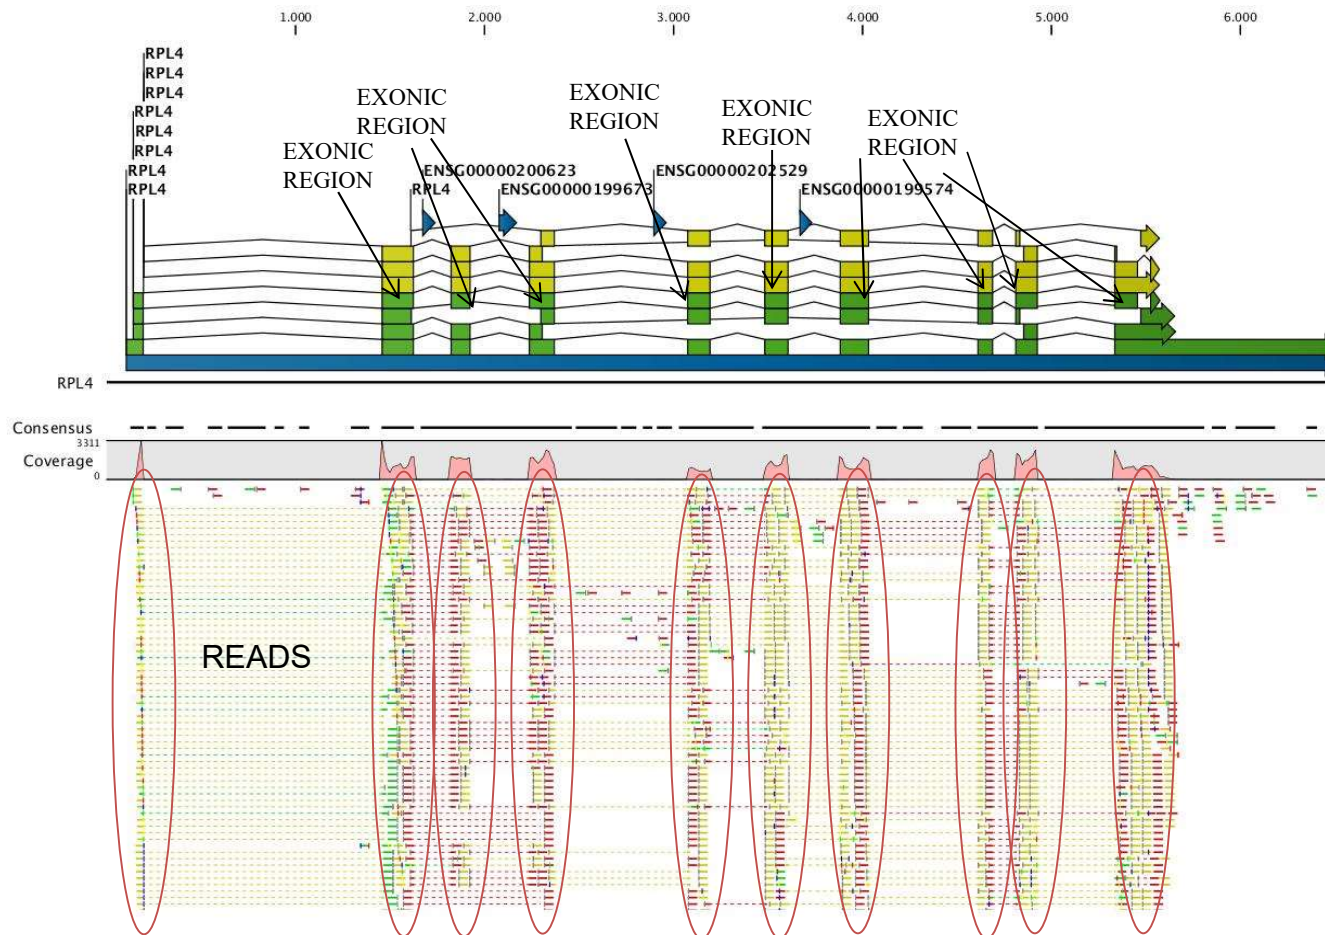 1.000 2.000 3.000 4.000 5.000 6.000
RPL4
RPL4
RPL4
RPL4
RPL4
RPL4
RPL4
RPL4
EXONIC
REGION
EXONIC
REGION
EXONIC
REGION
EXONIC
REGION
EXONIC
REGION
ENSG00000200623
RPL4
ENSG00000199673
ENSG00000202529
ENSG00000199574
RPL4
Consensus
3311
Coverage
0
READS